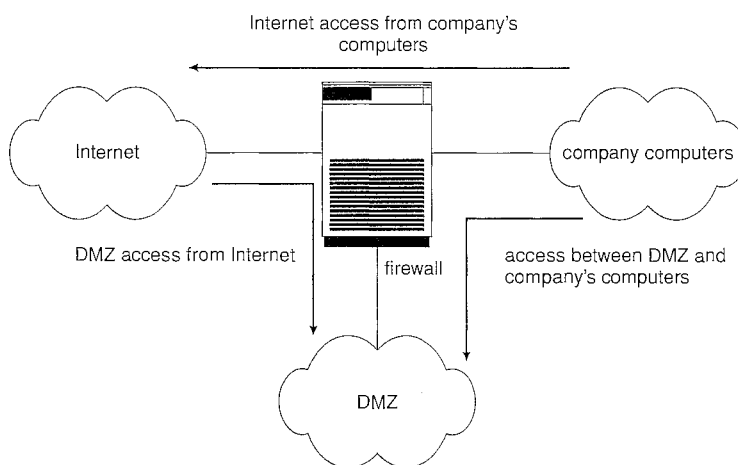 Internet access from company's
computers
Internet
company computers
DMZ access from Internet
firewall
access between DMZ and
company's computers
DMZ